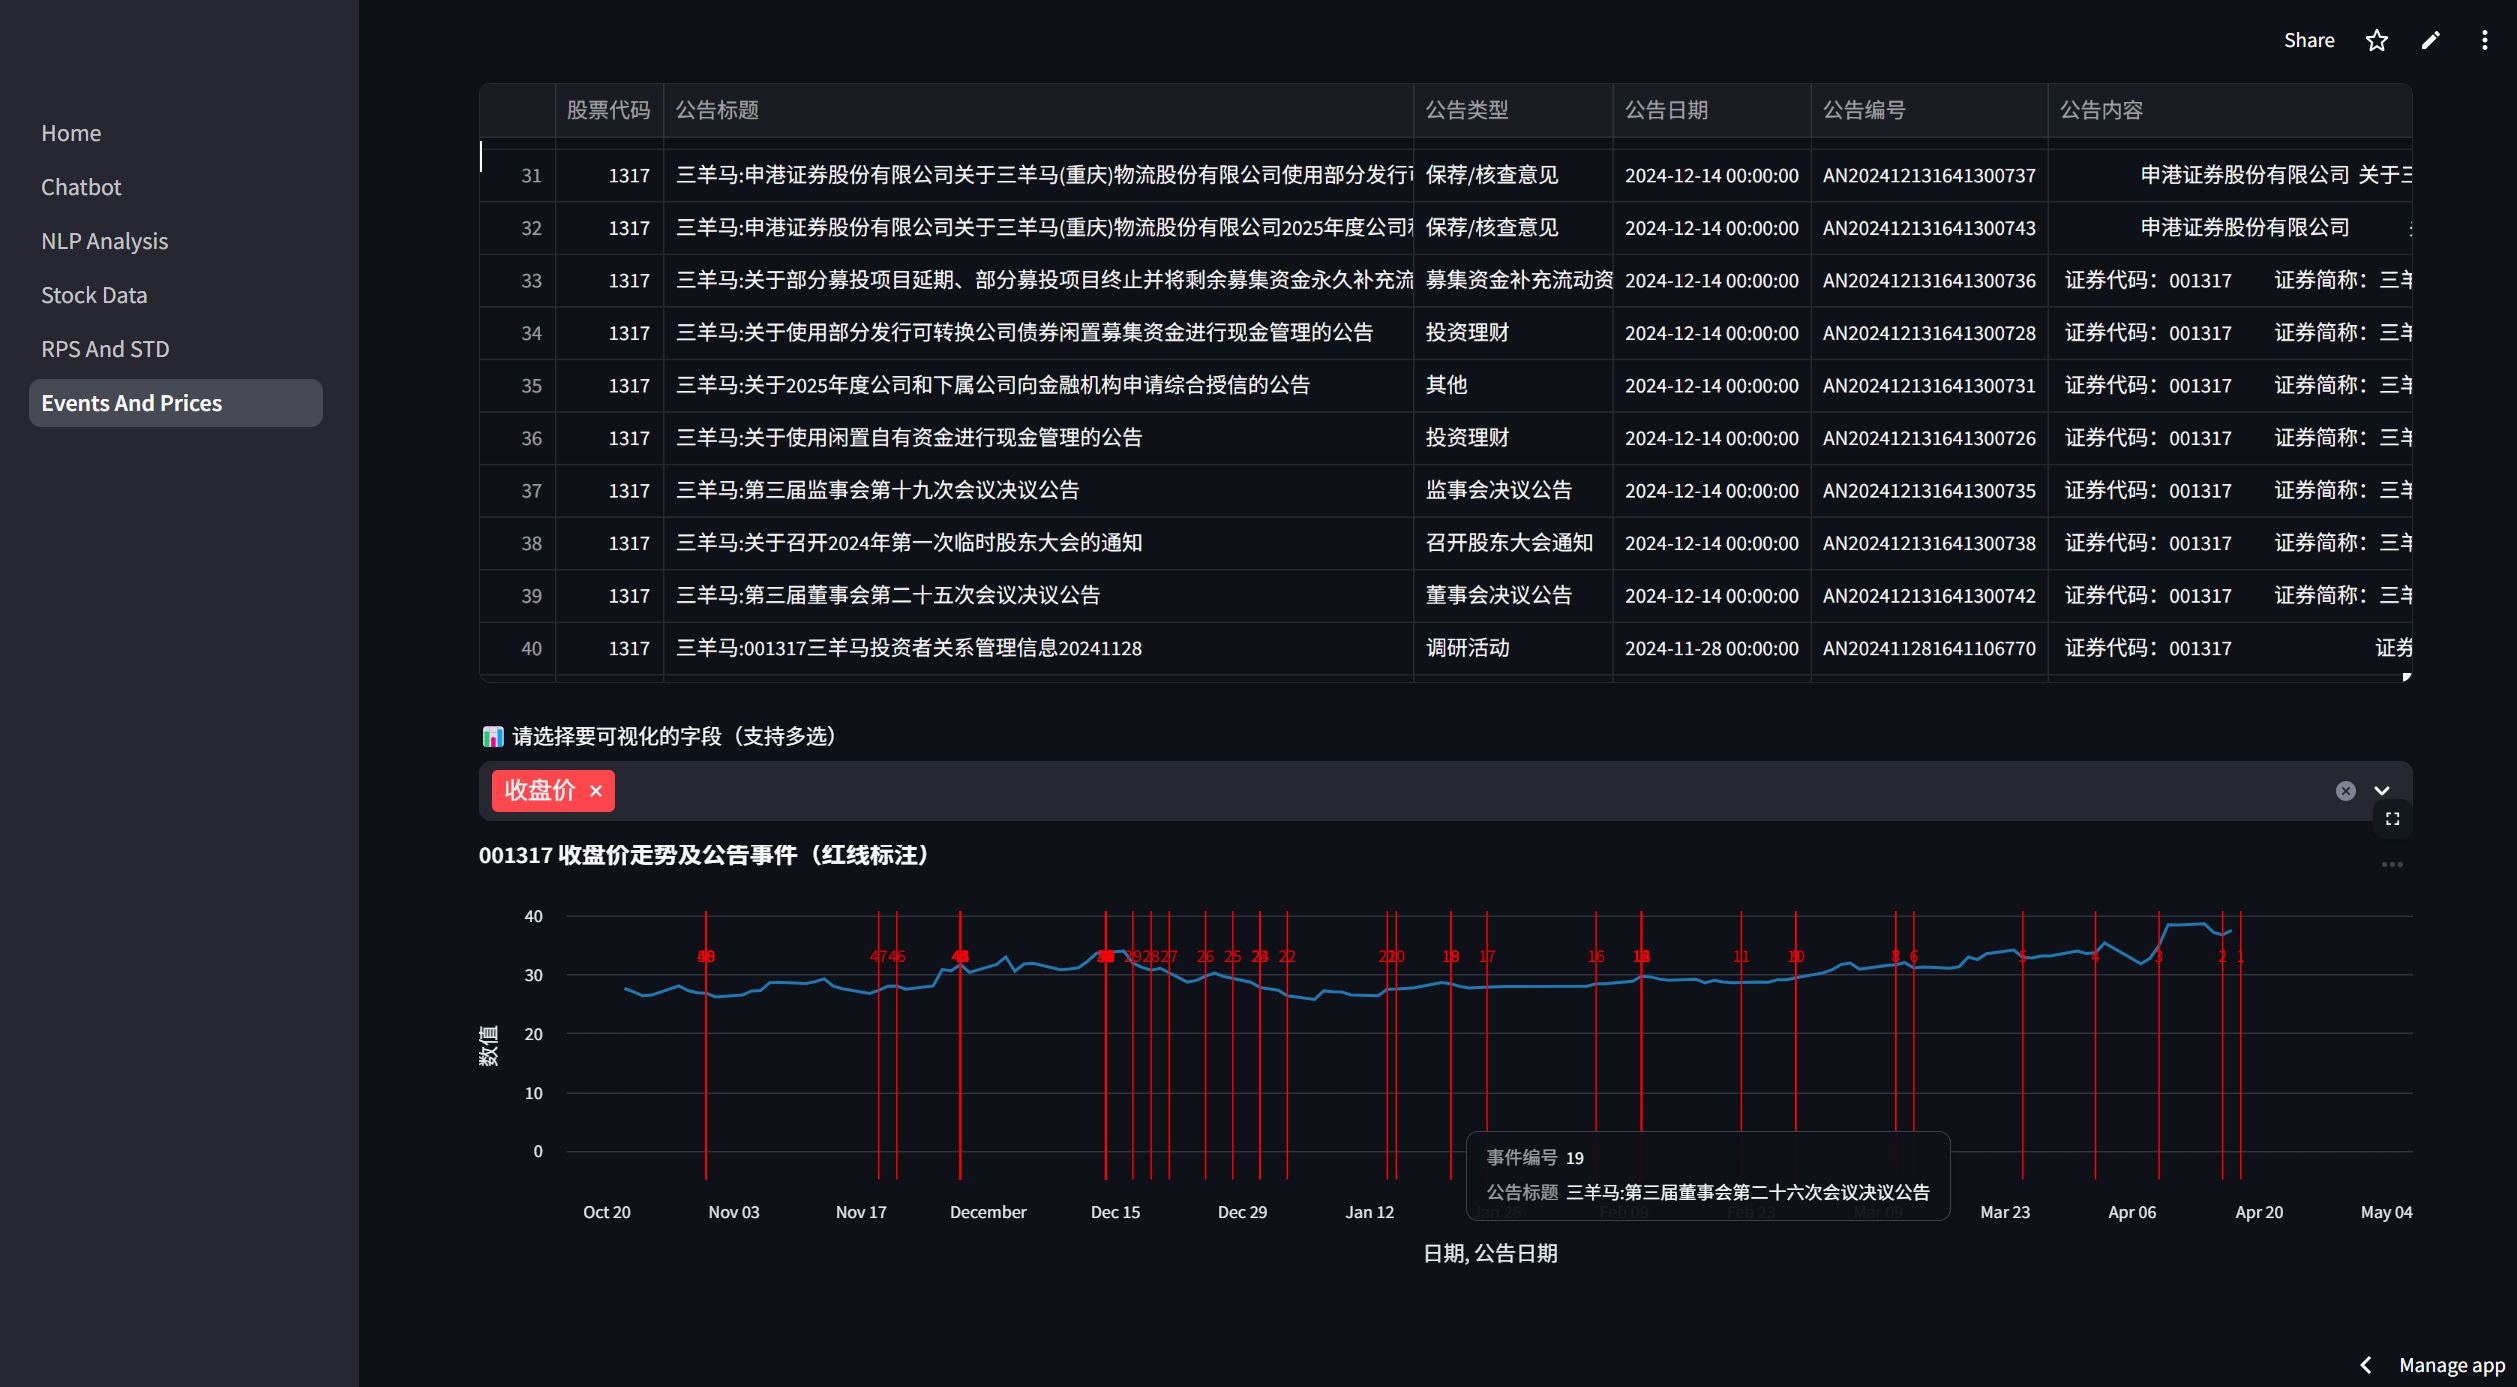 Share
Home
Chatbot
NLP Analysis
Stock Data
RPS And STD
Events And Prices
股票代码 公告标题 公告类型 公告日期 公告编号 公告内容
31 1317 三羊马:申港证券股份有限公司关于三羊马(重庆)物流股份有限公司使用部分发行 保荐/核查意见 2024-12-14 00:00:00 AN202412131641300737 申港证券股份有限公司 关于三
32 1317 三羊马:申港证券股份有限公司关于三羊马(重庆)物流股份有限公司2025年度公司 保荐/核查意见 2024-12-14 00:00:00 AN202412131641300743 申港证券股份有限公司
33 1317 三羊马:关于部分募投项目延期、部分募投项目终止并将剩余募集资金永久补充流 募集资金补充流动资 2024-12-14 00:00:00 AN202412131641300736 证券代码：001317 证券简称：三羊
34 1317 三羊马:关于使用部分发行可转换公司债券闲置募集资金进行现金管理的公告 投资理财 2024-12-14 00:00:00 AN202412131641300728 证券代码：001317 证券简称：三羊
35 1317 三羊马:关于2025年度公司和下属公司向金融机构申请综合授信的公告 其他 2024-12-14 00:00:00 AN202412131641300731 证券代码：001317 证券简称：三羊
36 1317 三羊马:关于使用闲置自有资金进行现金管理的公告 投资理财 2024-12-14 00:00:00 AN202412131641300726 证券代码：001317 证券简称：三羊
37 1317 三羊马:第三届监事会第十九次会议决议公告 监事会决议公告 2024-12-14 00:00:00 AN202412131641300735 证券代码：001317 证券简称：三羊
38 1317 三羊马:关于召开2024年第一次临时股东大会的通知 召开股东大会通知 2024-12-14 00:00:00 AN202412131641300738 证券代码：001317 证券简称：三羊
39 1317 三羊马:第三届董事会第二十五次会议决议公告 董事会决议公告 2024-12-14 00:00:00 AN202412131641300742 证券代码：001317 证券简称：三羊
40 1317 三羊马:001317三羊马投资者关系管理信息20241128 调研活动 2024-11-28 00:00:00 AN202411281641106770 证券代码：001317 证券
请选择要可视化的字段（支持多选）
收盘价 ×
001317 收盘价走势及公告事件（红线标注）
40
47 46 29 28 27 26 25 22 20 17 16 11 10 6 5 4 3 2 1
30
20
数值
10
0
事件编号 19
公告标题 三羊马:第三届董事会第二十六次会议决议公告
Oct 20 Nov 03 Nov 17 December Dec 15 Dec 29 Jan 12 Jan 26 Feb 09 Feb 23 Mar 09 Mar 23 Apr 06 Apr 20 May 04
日期, 公告日期
Manage app